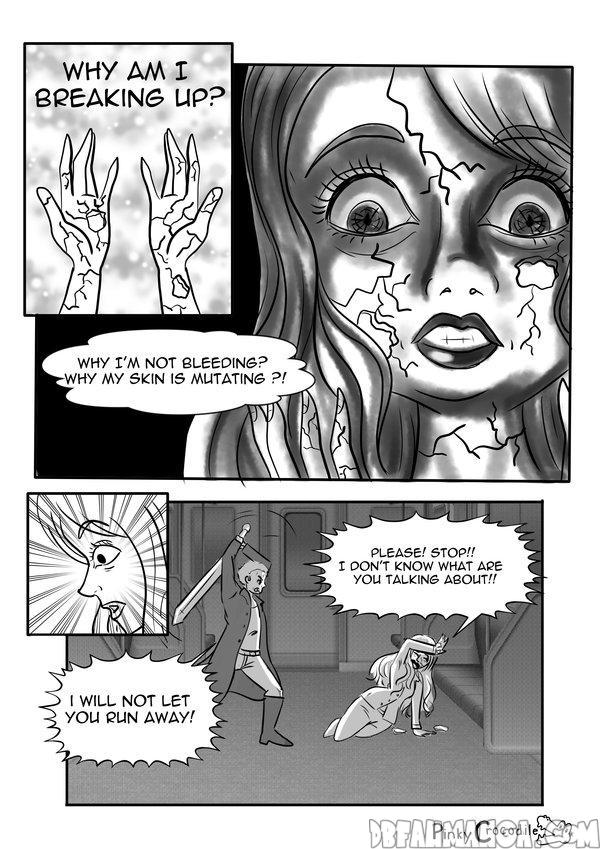 WHY AM I
BREAKING UP?
WHY I'M NOT BLEEDING?
WHY MY SKIN IS MUTATING ?!
PLEASE! STOP!!
I DON'T KNOW WHAT ARE
YOU TALKING ABOUT!!
I WILL NOT LET
YOU RUN AWAY!
Pinky Crocodile